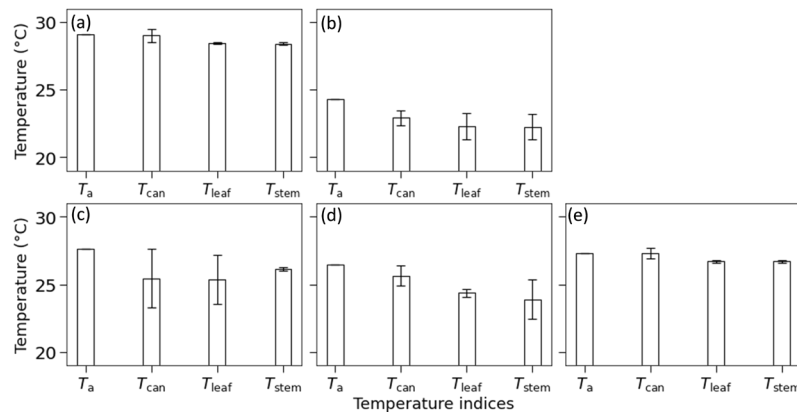 (a)
(b)
Temperature (°C)
30
25
20
Ta Tcan Tleaf Tstem
Ta Tcan Tleaf Tstem
(c)
(d)
(e)
Temperature (°C)
30
25
20
Ta Tcan Tleaf Tstem
Ta Tcan Tleaf Tstem
Ta Tcan Tleaf Tstem
Temperature indices